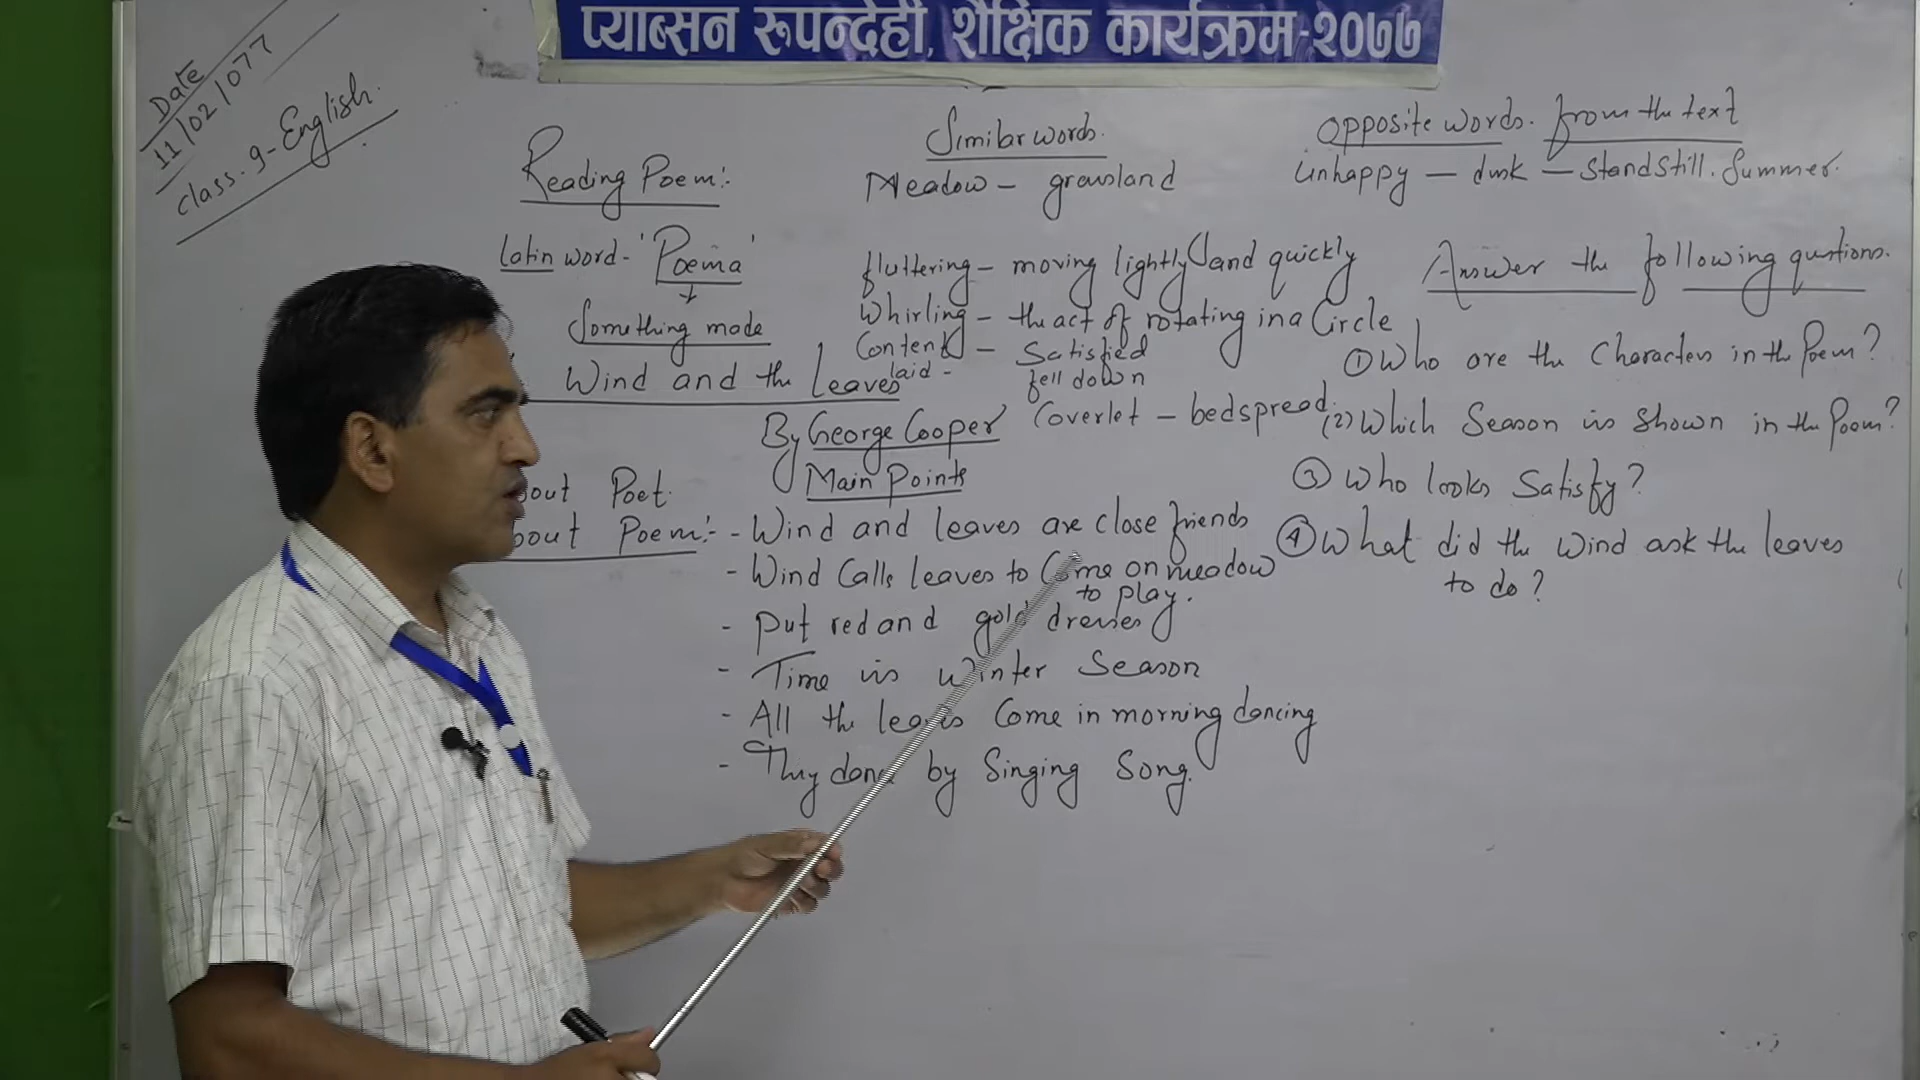 प्याब्सन रुपन्देही, शैक्षिक कार्यक्रम-२०७७
Date
11/02/077
class. 9-English.
Reading Poem:-
Latin word- 'Poema'
Something made
Wind and the Leaves
By George Cooper
out Poet.
bout Poem:-
Similar words.
Meadow - grassland
fluttering - moving lightly and quickly
Whirling - the act of rotating in a Circle
Content - Satisfied
laid - fell down
Coverlet - bedspread
Main Points
- Wind and leaves are close friends
- Wind Calls leaves to Come on meadow
to play.
- Put red and gold dresses
- Time is Winter Season
- All the leaves Come in morning dancing
- They dance by Singing Song.
Opposite words. from the text
Unhappy - dusk - Standstill. Summer.
Answer the following qustions.
① Who are the Characters in the Poem?
(2) Which Season is Shown in the Poem?
③ Who looks Satisfy?
④ What did the Wind ask the leaves
to do?